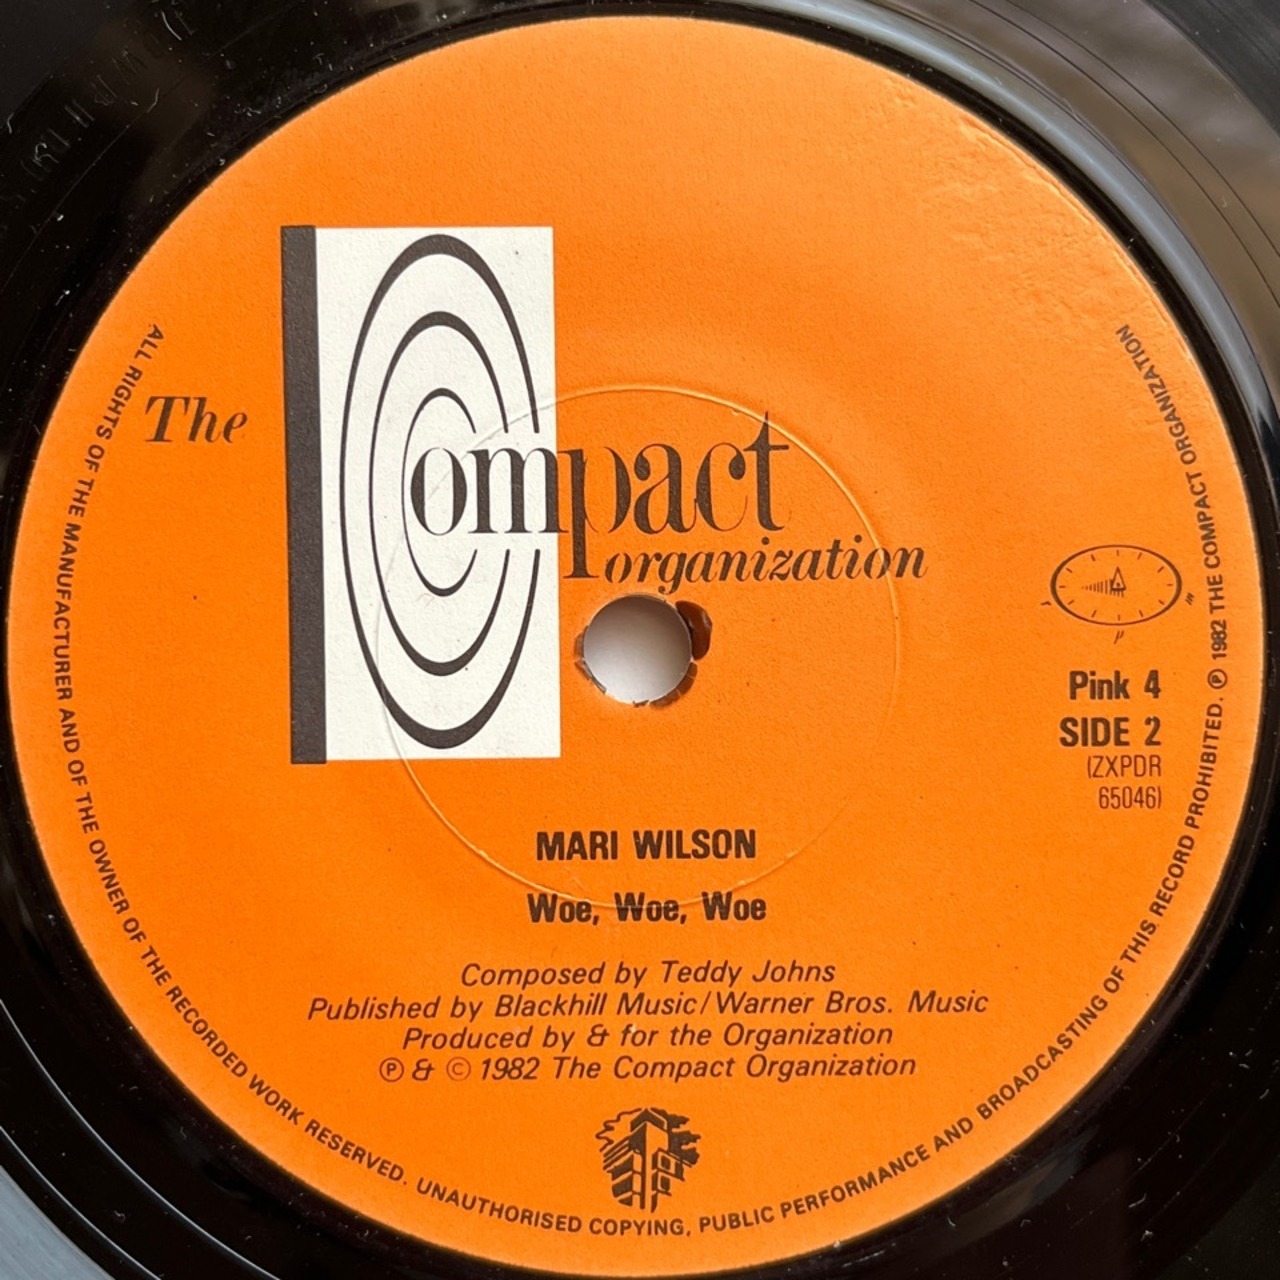 The Compact
organization
Pink 4
SIDE 2
(ZXPDR
65046)
MARI WILSON
Woe, Woe, Woe
Composed by Teddy Johns
Published by Blackhill Music/Warner Bros. Music
Produced by & for the Organization
℗ & © 1982 The Compact Organization
ALL RIGHTS OF THE MANUFACTURER AND OF THE OWNER OF THE RECORDED WORK RESERVED. UNAUTHORISED COPYING, PUBLIC PERFORMANCE AND BROADCASTING OF THIS RECORD PROHIBITED. ℗ 1982 THE COMPACT ORGANIZATION